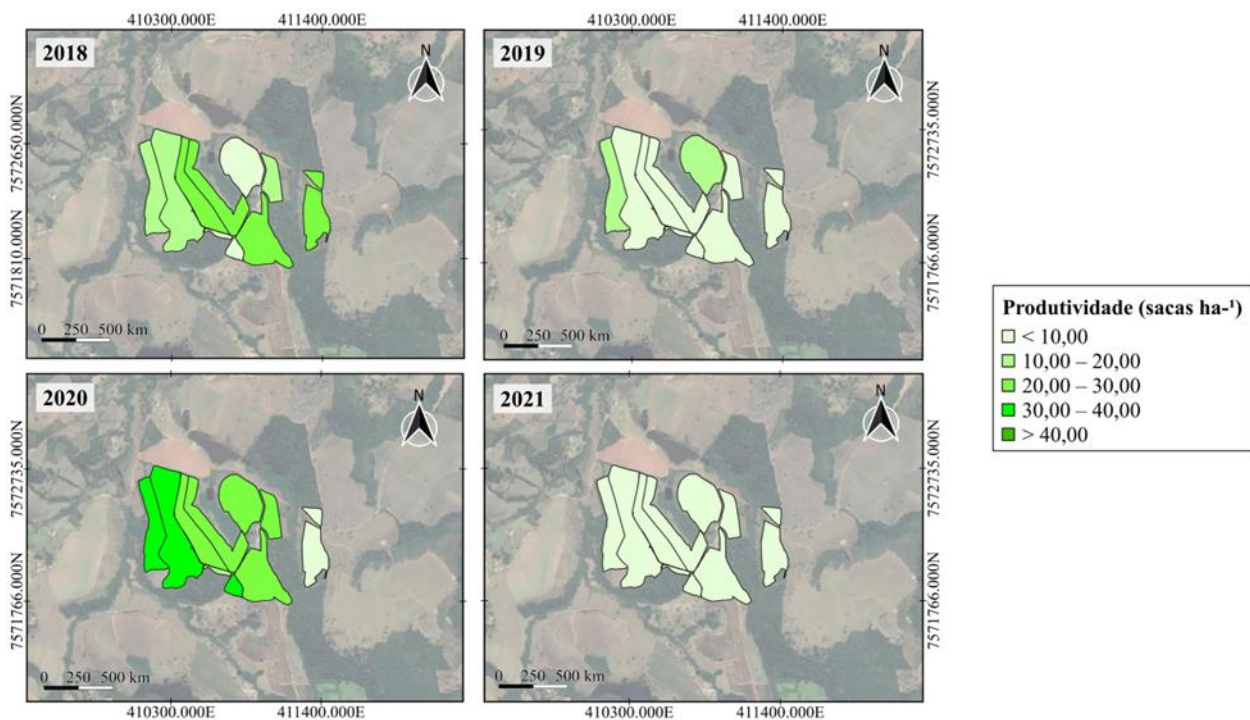 410300.000E 411400.000E
410300.000E 411400.000E
2018
N
7572650.000N
7571810.000N
0 250 500 km
2019
N
7572735.000N
7571766.000N
0 250 500 km
Produtividade (sacas ha-¹)
< 10,00
10,00 – 20,00
20,00 – 30,00
30,00 – 40,00
> 40,00
2020
N
7572735.000N
7571766.000N
0 250 500 km
2021
N
7572735.000N
7571766.000N
0 250 500 km
410300.000E 411400.000E
410300.000E 411400.000E